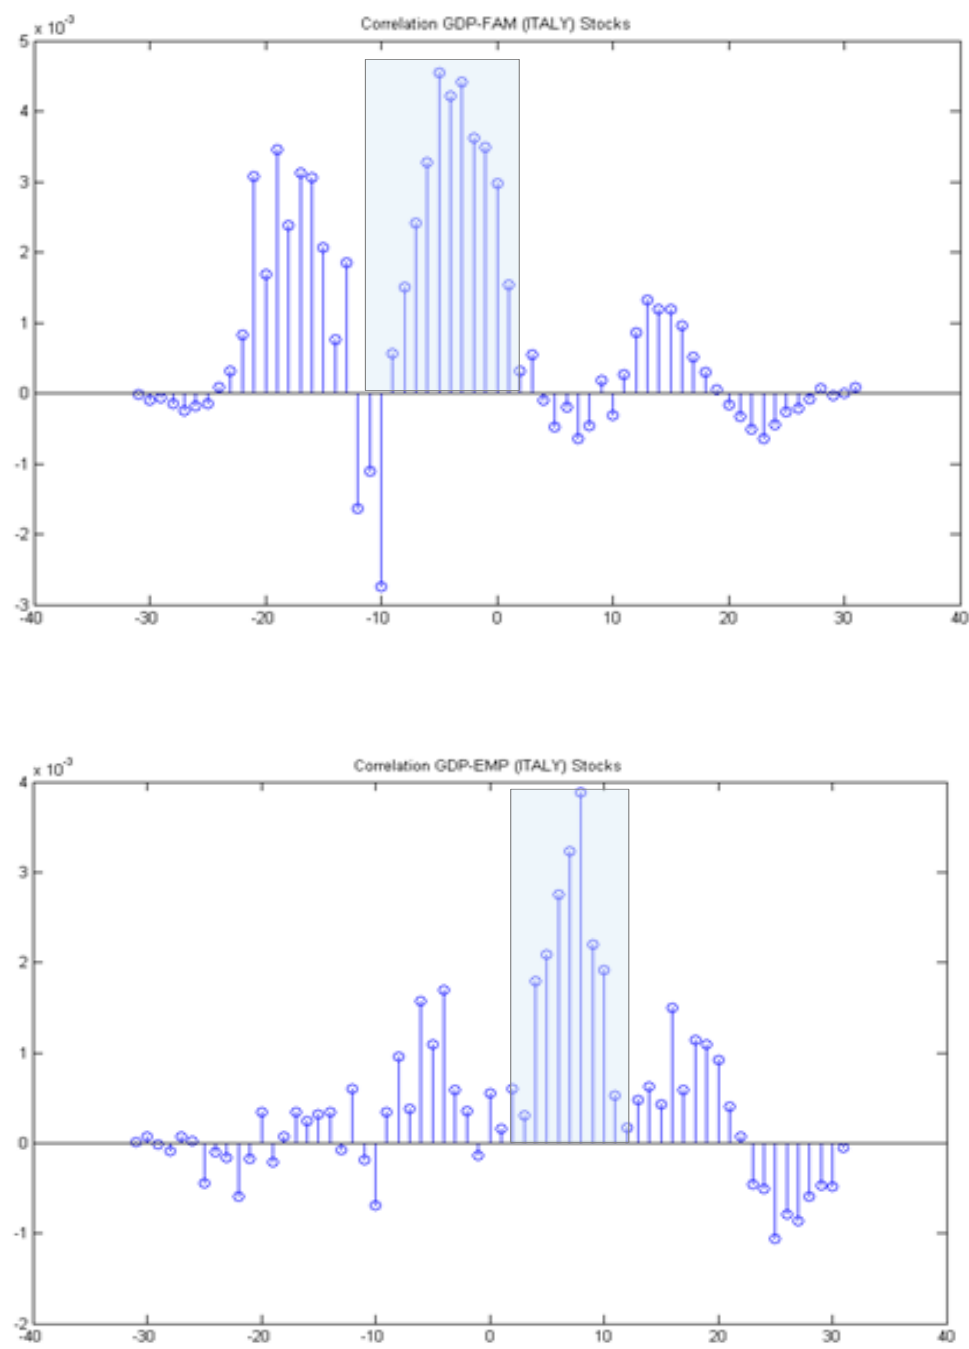 Correlation GDP-FAM (ITALY) Stocks
x 10⁻³
5
4
3
2
1
0
-1
-2
-3
-40 -30 -20 -10 0 10 20 30 40
Correlation GDP-EMP (ITALY) Stocks
x 10⁻³
4
3
2
1
0
-1
-2
-40 -30 -20 -10 0 10 20 30 40